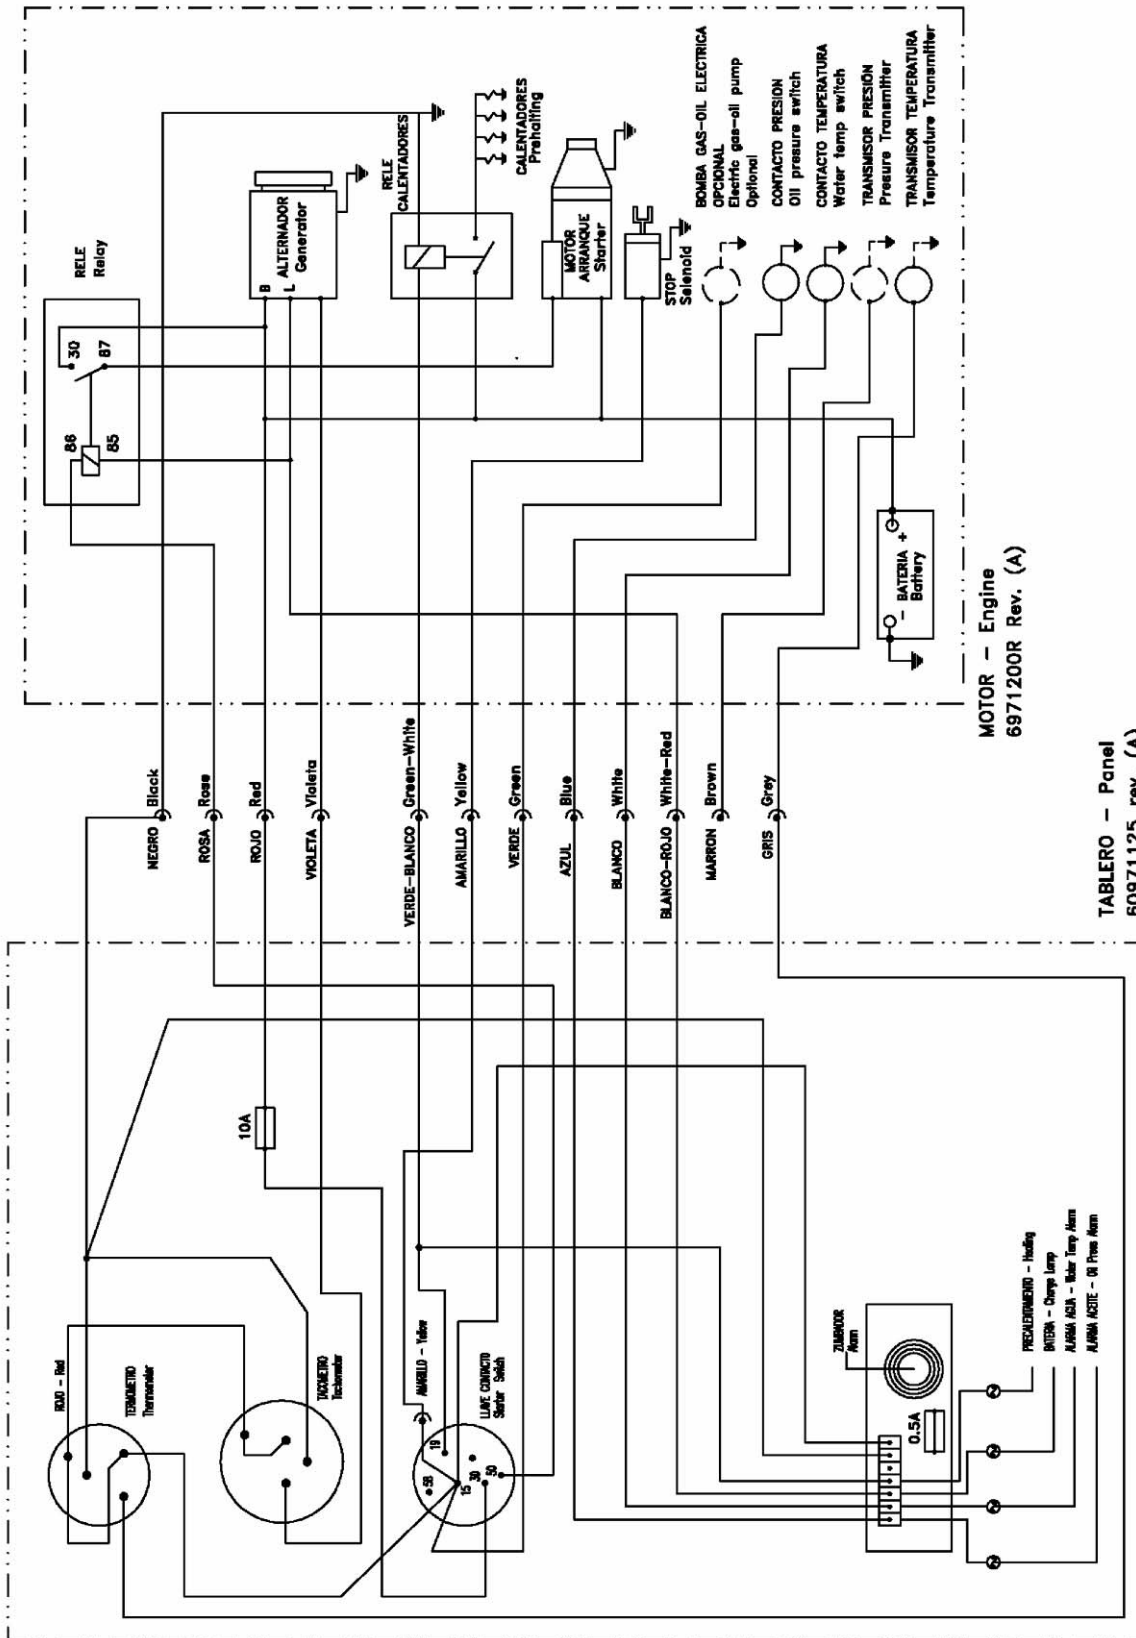 RELE
Relay
30
87
86
85
ALTERNADOR
Generator
B
L
RELE
CALENTADORES
CALENTADORES
Prehaiting
MOTOR
ARRANQUE
Starter
STOP
Selenoid
BOMBA GAS-OIL ELECTRICA
OPCIONAL
Electric gas-oil pump
Optional
CONTACTO PRESION
Oil presure switch
CONTACTO TEMPERATURA
Water temp switch
TRANSMISOR PRESIÓN
Presure Transmitter
TRANSMISOR TEMPERATURA
Temperature Transmitter
- BATERIA +
Battery
MOTOR - Engine
6971200R Rev. (A)
NEGRO Black
ROSA Rose
ROJO Red
VIOLETA Violeta
VERDE-BLANCO Green-White
AMARILLO Yellow
VERDE Green
AZUL Blue
BLANCO White
BLANCO-ROJO White-Red
MARRON Brown
GRIS Grey
TABLERO - Panel
60971125 rev. (A)
10A
ROJO - Red
TERMOMETRO
Thermometer
TACOMETRO
Tachometer
AMARILLO - Yellow
LLAVE CONTACTO
Starter Switch
58
19
15
30
50
ZUMBADOR
Alarm
0.5A
PRECALENTAMIENTO - Heating
BATERIA - Charge Lamp
ALARMA AGUA - Water Temp Alarm
ALARMA ACEITE - Oil Press Alarm